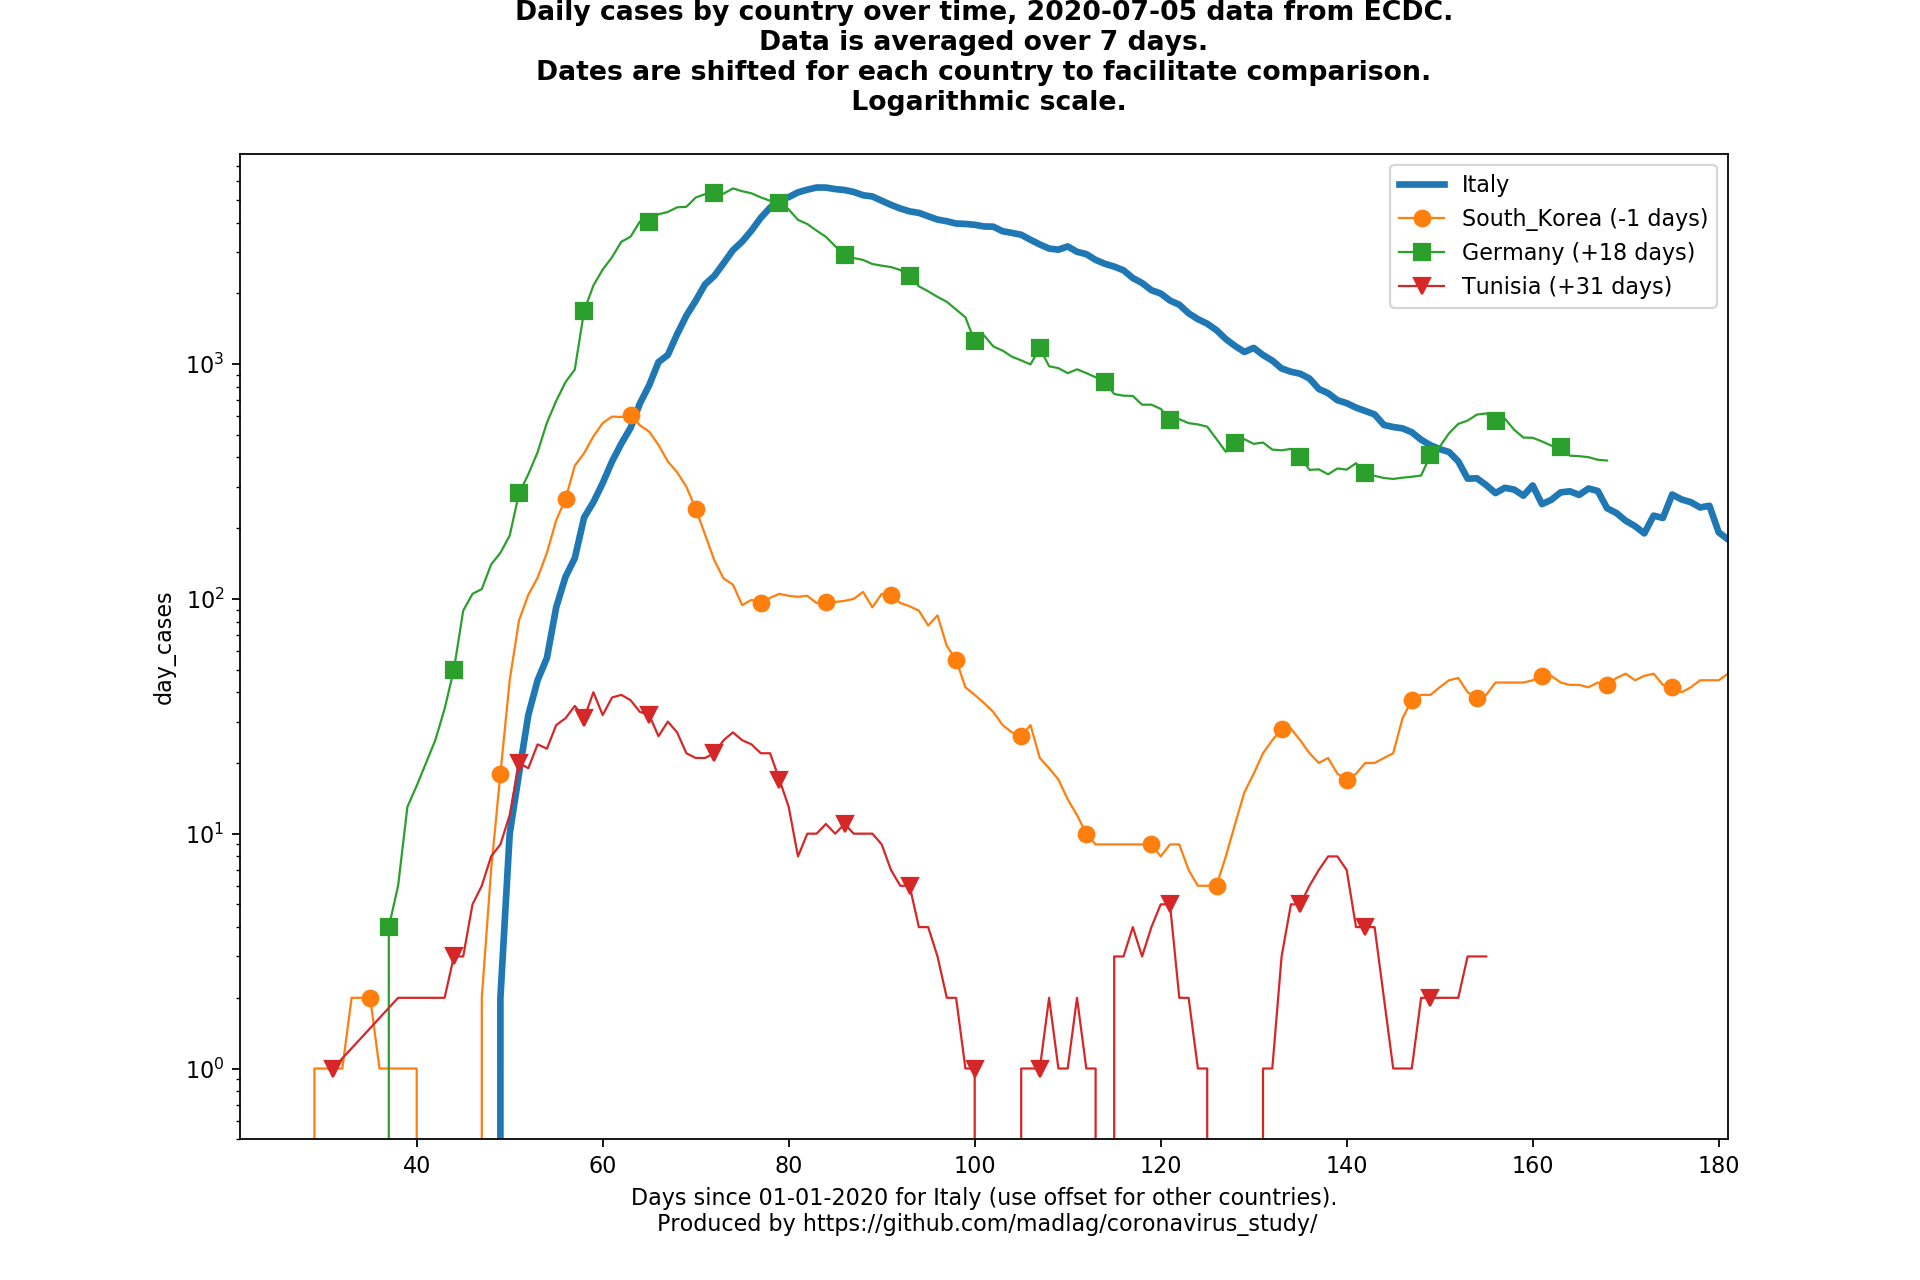 Daily cases by country over time, 2020-07-05 data from ECDC.
Data is averaged over 7 days.
Dates are shifted for each country to facilitate comparison.
Logarithmic scale.
Italy
South_Korea (-1 days)
Germany (+18 days)
Tunisia (+31 days)
10³
10²
10¹
10⁰
day_cases
40 60 80 100 120 140 160 180
Days since 01-01-2020 for Italy (use offset for other countries).
Produced by https://github.com/madlag/coronavirus_study/